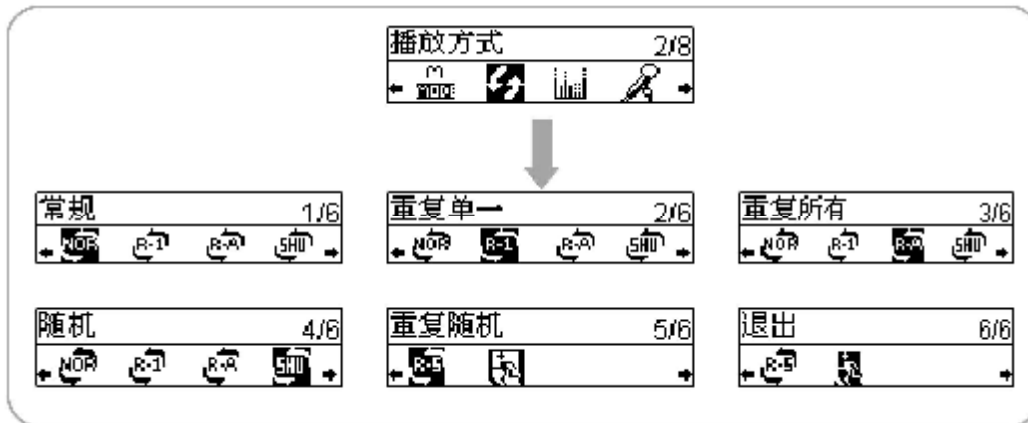 播放方式 2/8
MODE
常规 1/6
NOR R-1 R-A SHU
重复单一 2/6
NOR R-1 R-A SHU
重复所有 3/6
NOR R-1 R-A SHU
随机 4/6
NOR R-1 R-A SHU
重复随机 5/6
R-S
退出 6/6
R-S